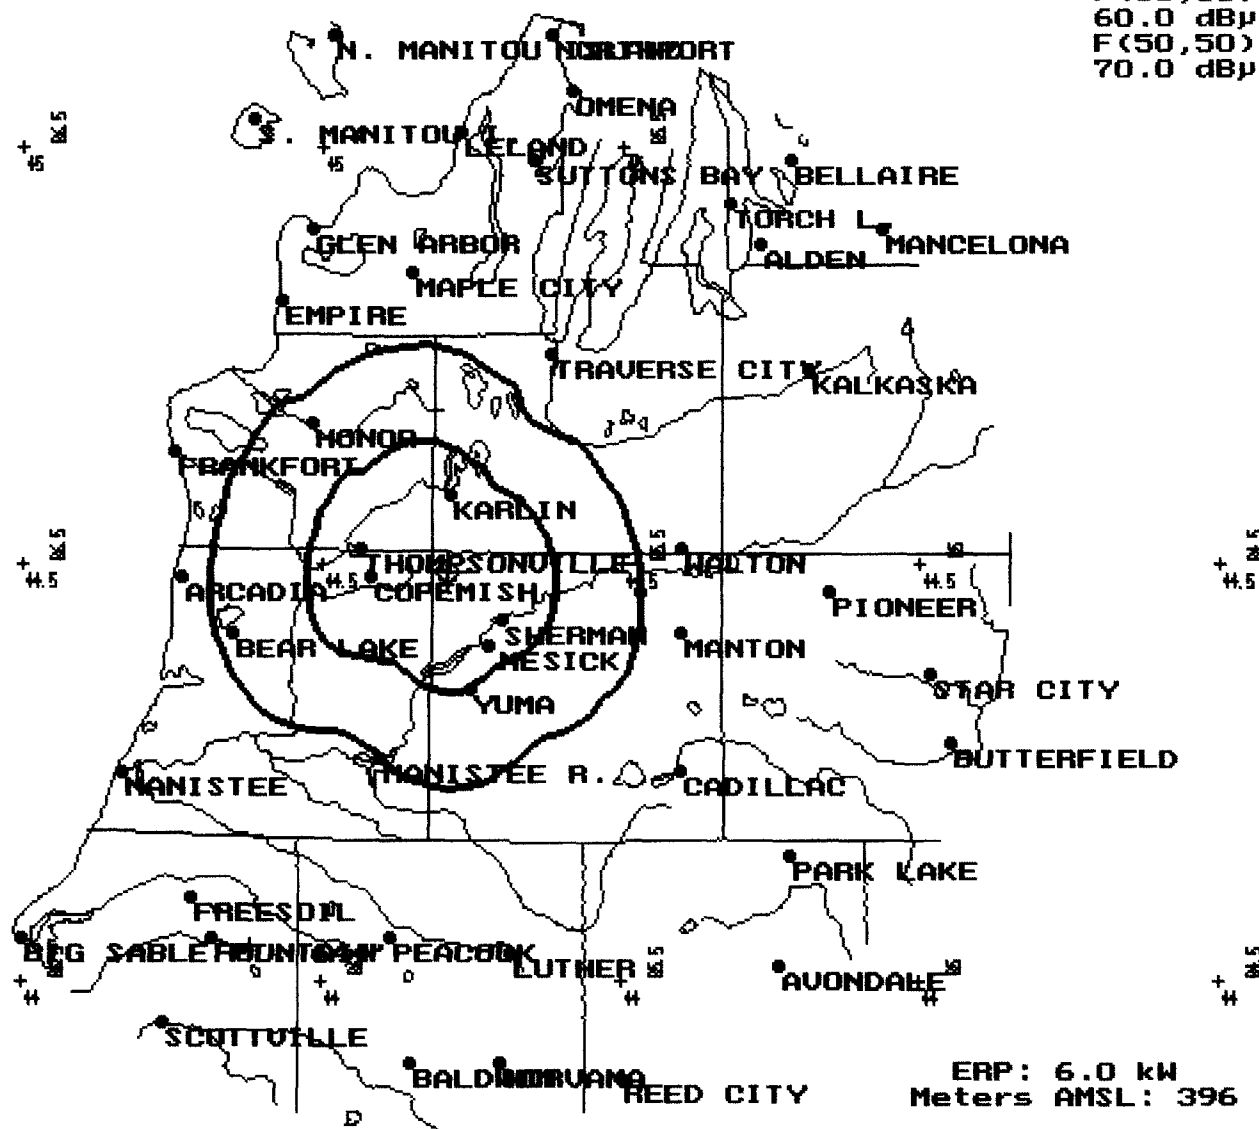 60.0 dBµ
F(50,50)
70.0 dBµ
N. MANITOU
OMENA
S. MANITOU I
LELAND
SUTTONS BAY
BELLAIRE
TORCH L.
MANCELONA
GLEN ARBOR
ALDEN
MAPLE CITY
EMPIRE
TRAVERSE CITY
KALKASKA
HONOR
FRANKFORT
KARLIN
THOMPSONVILLE
WALTON
ARCADIA
COPEMISH
PIONEER
SHERMAN
BEAR LAKE
MANTON
MESICK
STAR CITY
YUMA
BUTTERFIELD
MANISTEE
MANISTEE R.
CADILLAC
PARK LAKE
FREESOIL
BIG SABLE
PEACOCK
LUTHER
AVONDALE
SCOTTVILLE
REED CITY
ERP: 6.0 kW
Meters AMSL: 396